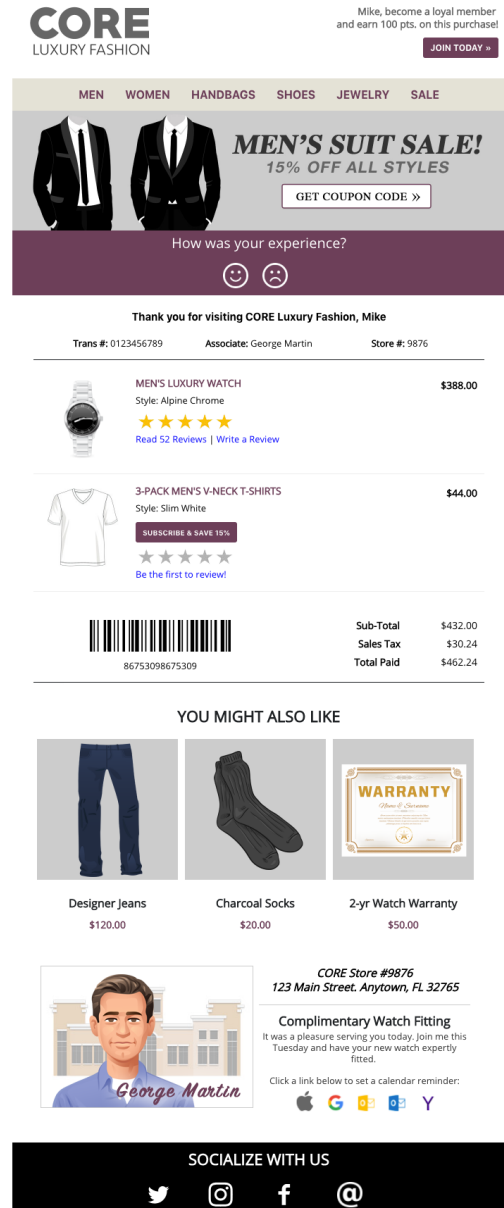 CORE
LUXURY FASHION
Mike, become a loyal member
and earn 100 pts. on this purchase!
JOIN TODAY »
MEN WOMEN HANDBAGS SHOES JEWELRY SALE
MEN'S SUIT SALE!
15% OFF ALL STYLES
GET COUPON CODE »
How was your experience?
Thank you for visiting CORE Luxury Fashion, Mike
Trans #: 0123456789 Associate: George Martin Store #: 9876
MEN'S LUXURY WATCH $388.00
Style: Alpine Chrome
Read 52 Reviews | Write a Review
3-PACK MEN'S V-NECK T-SHIRTS $44.00
Style: Slim White
SUBSCRIBE & SAVE 15%
Be the first to review!
86753098675309
Sub-Total $432.00
Sales Tax $30.24
Total Paid $462.24
YOU MIGHT ALSO LIKE
WARRANTY
Name & Surname
Designer Jeans Charcoal Socks 2-yr Watch Warranty
$120.00 $20.00 $50.00
George Martin
CORE Store #9876
123 Main Street. Anytown, FL 32765
Complimentary Watch Fitting
It was a pleasure serving you today. Join me this
Tuesday and have your new watch expertly
fitted.
Click a link below to set a calendar reminder:
SOCIALIZE WITH US